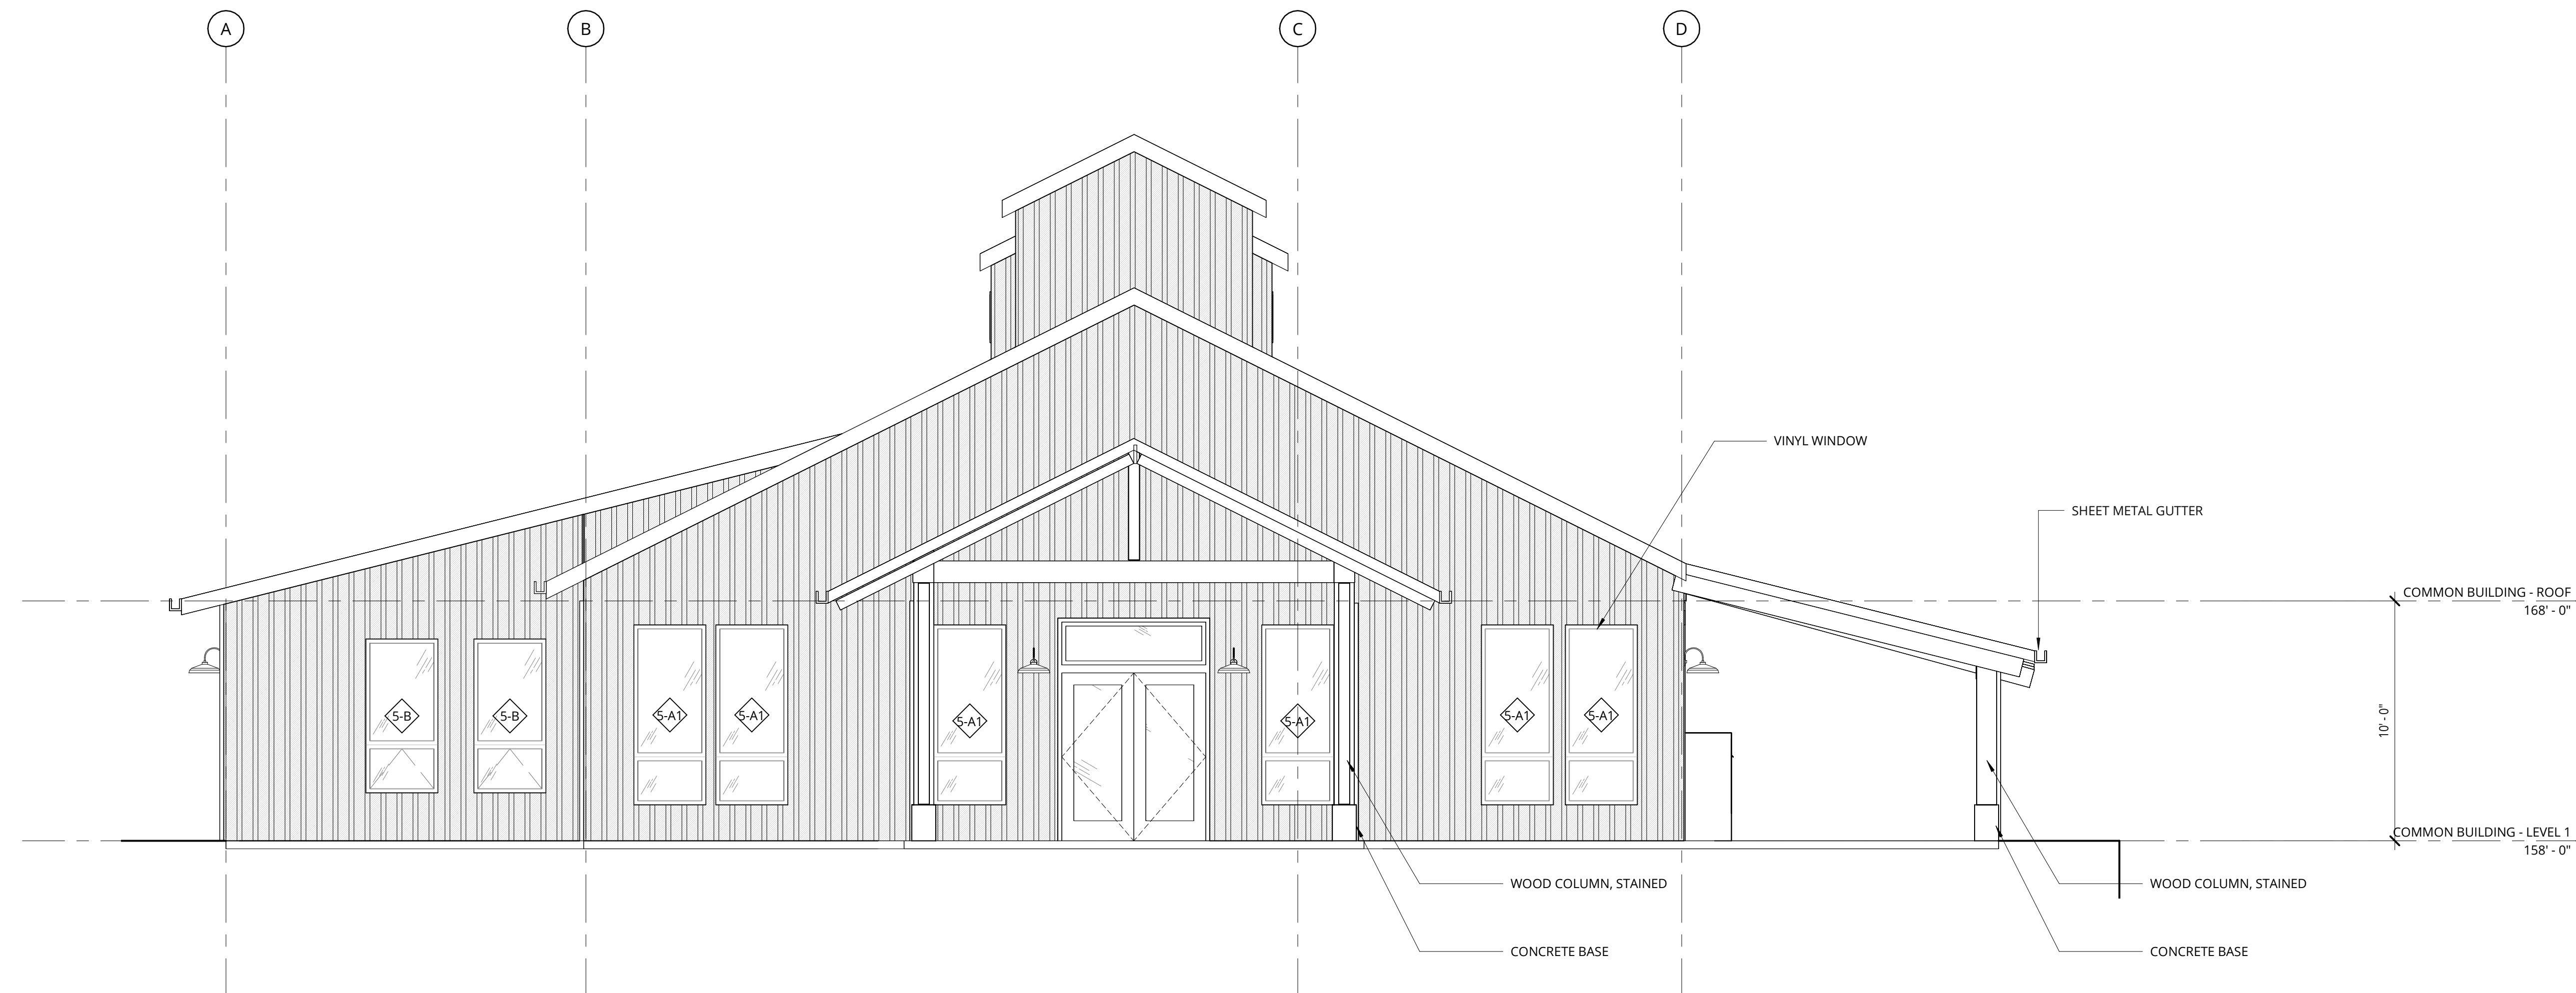 A
B
C
D
VINYL WINDOW
SHEET METAL GUTTER
COMMON BUILDING - ROOF
168' - 0"
10' - 0"
5-B
5-B
5-A1
5-A1
5-A1
5-A1
5-A1
5-A1
COMMON BUILDING - LEVEL 1
158' - 0"
WOOD COLUMN, STAINED
WOOD COLUMN, STAINED
CONCRETE BASE
CONCRETE BASE